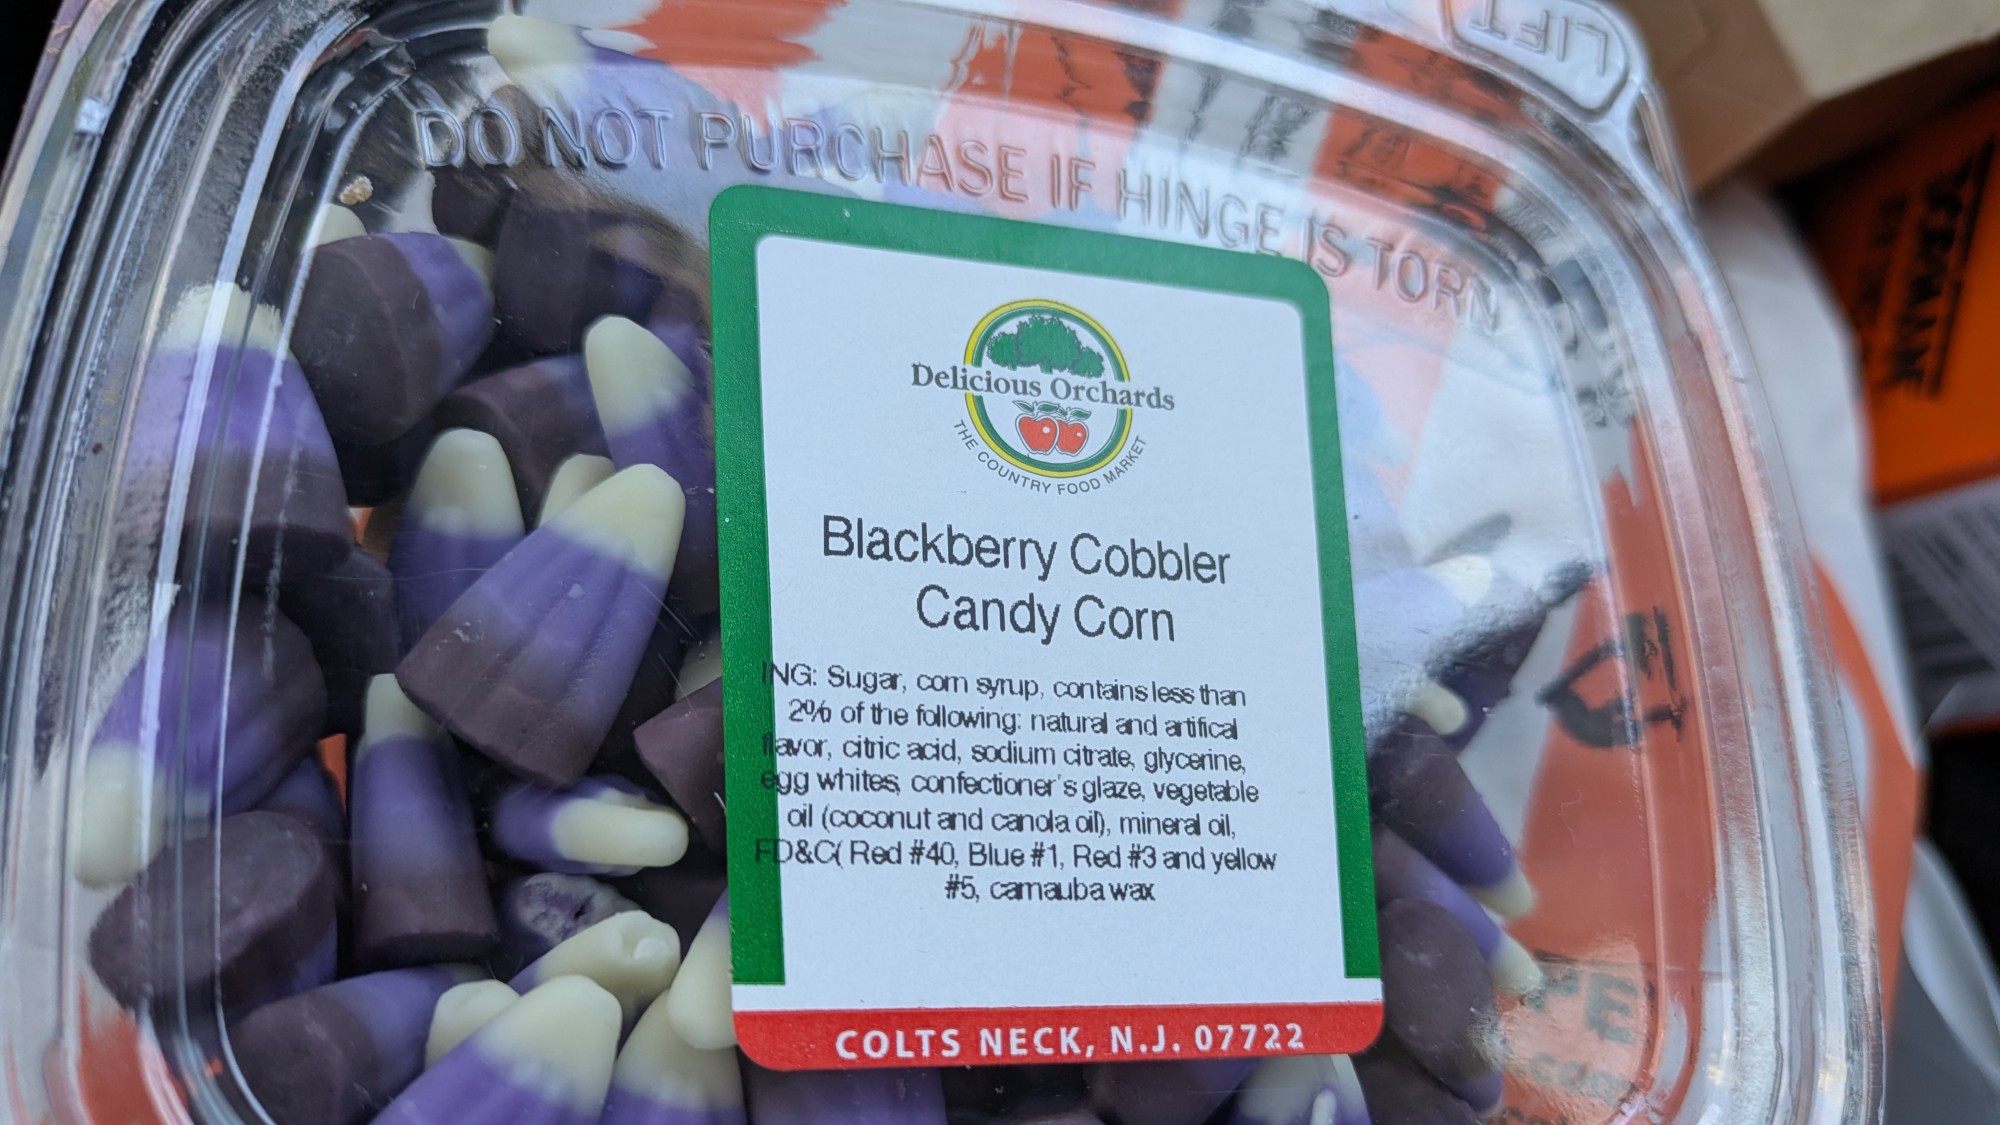 LIFT
DO NOT PURCHASE IF HINGE IS TORN
Delicious Orchards
THE COUNTRY FOOD MARKET
Blackberry Cobbler
Candy Corn
ING: Sugar, corn syrup, contains less than
2% of the following: natural and artifical
flavor, citric acid, sodium citrate, glycerine,
egg whites, confectioner's glaze, vegetable
oil (coconut and canola oil), mineral oil,
FD&C( Red #40, Blue #1, Red #3 and yellow
#5, carnauba wax
COLTS NECK, N.J. 07722